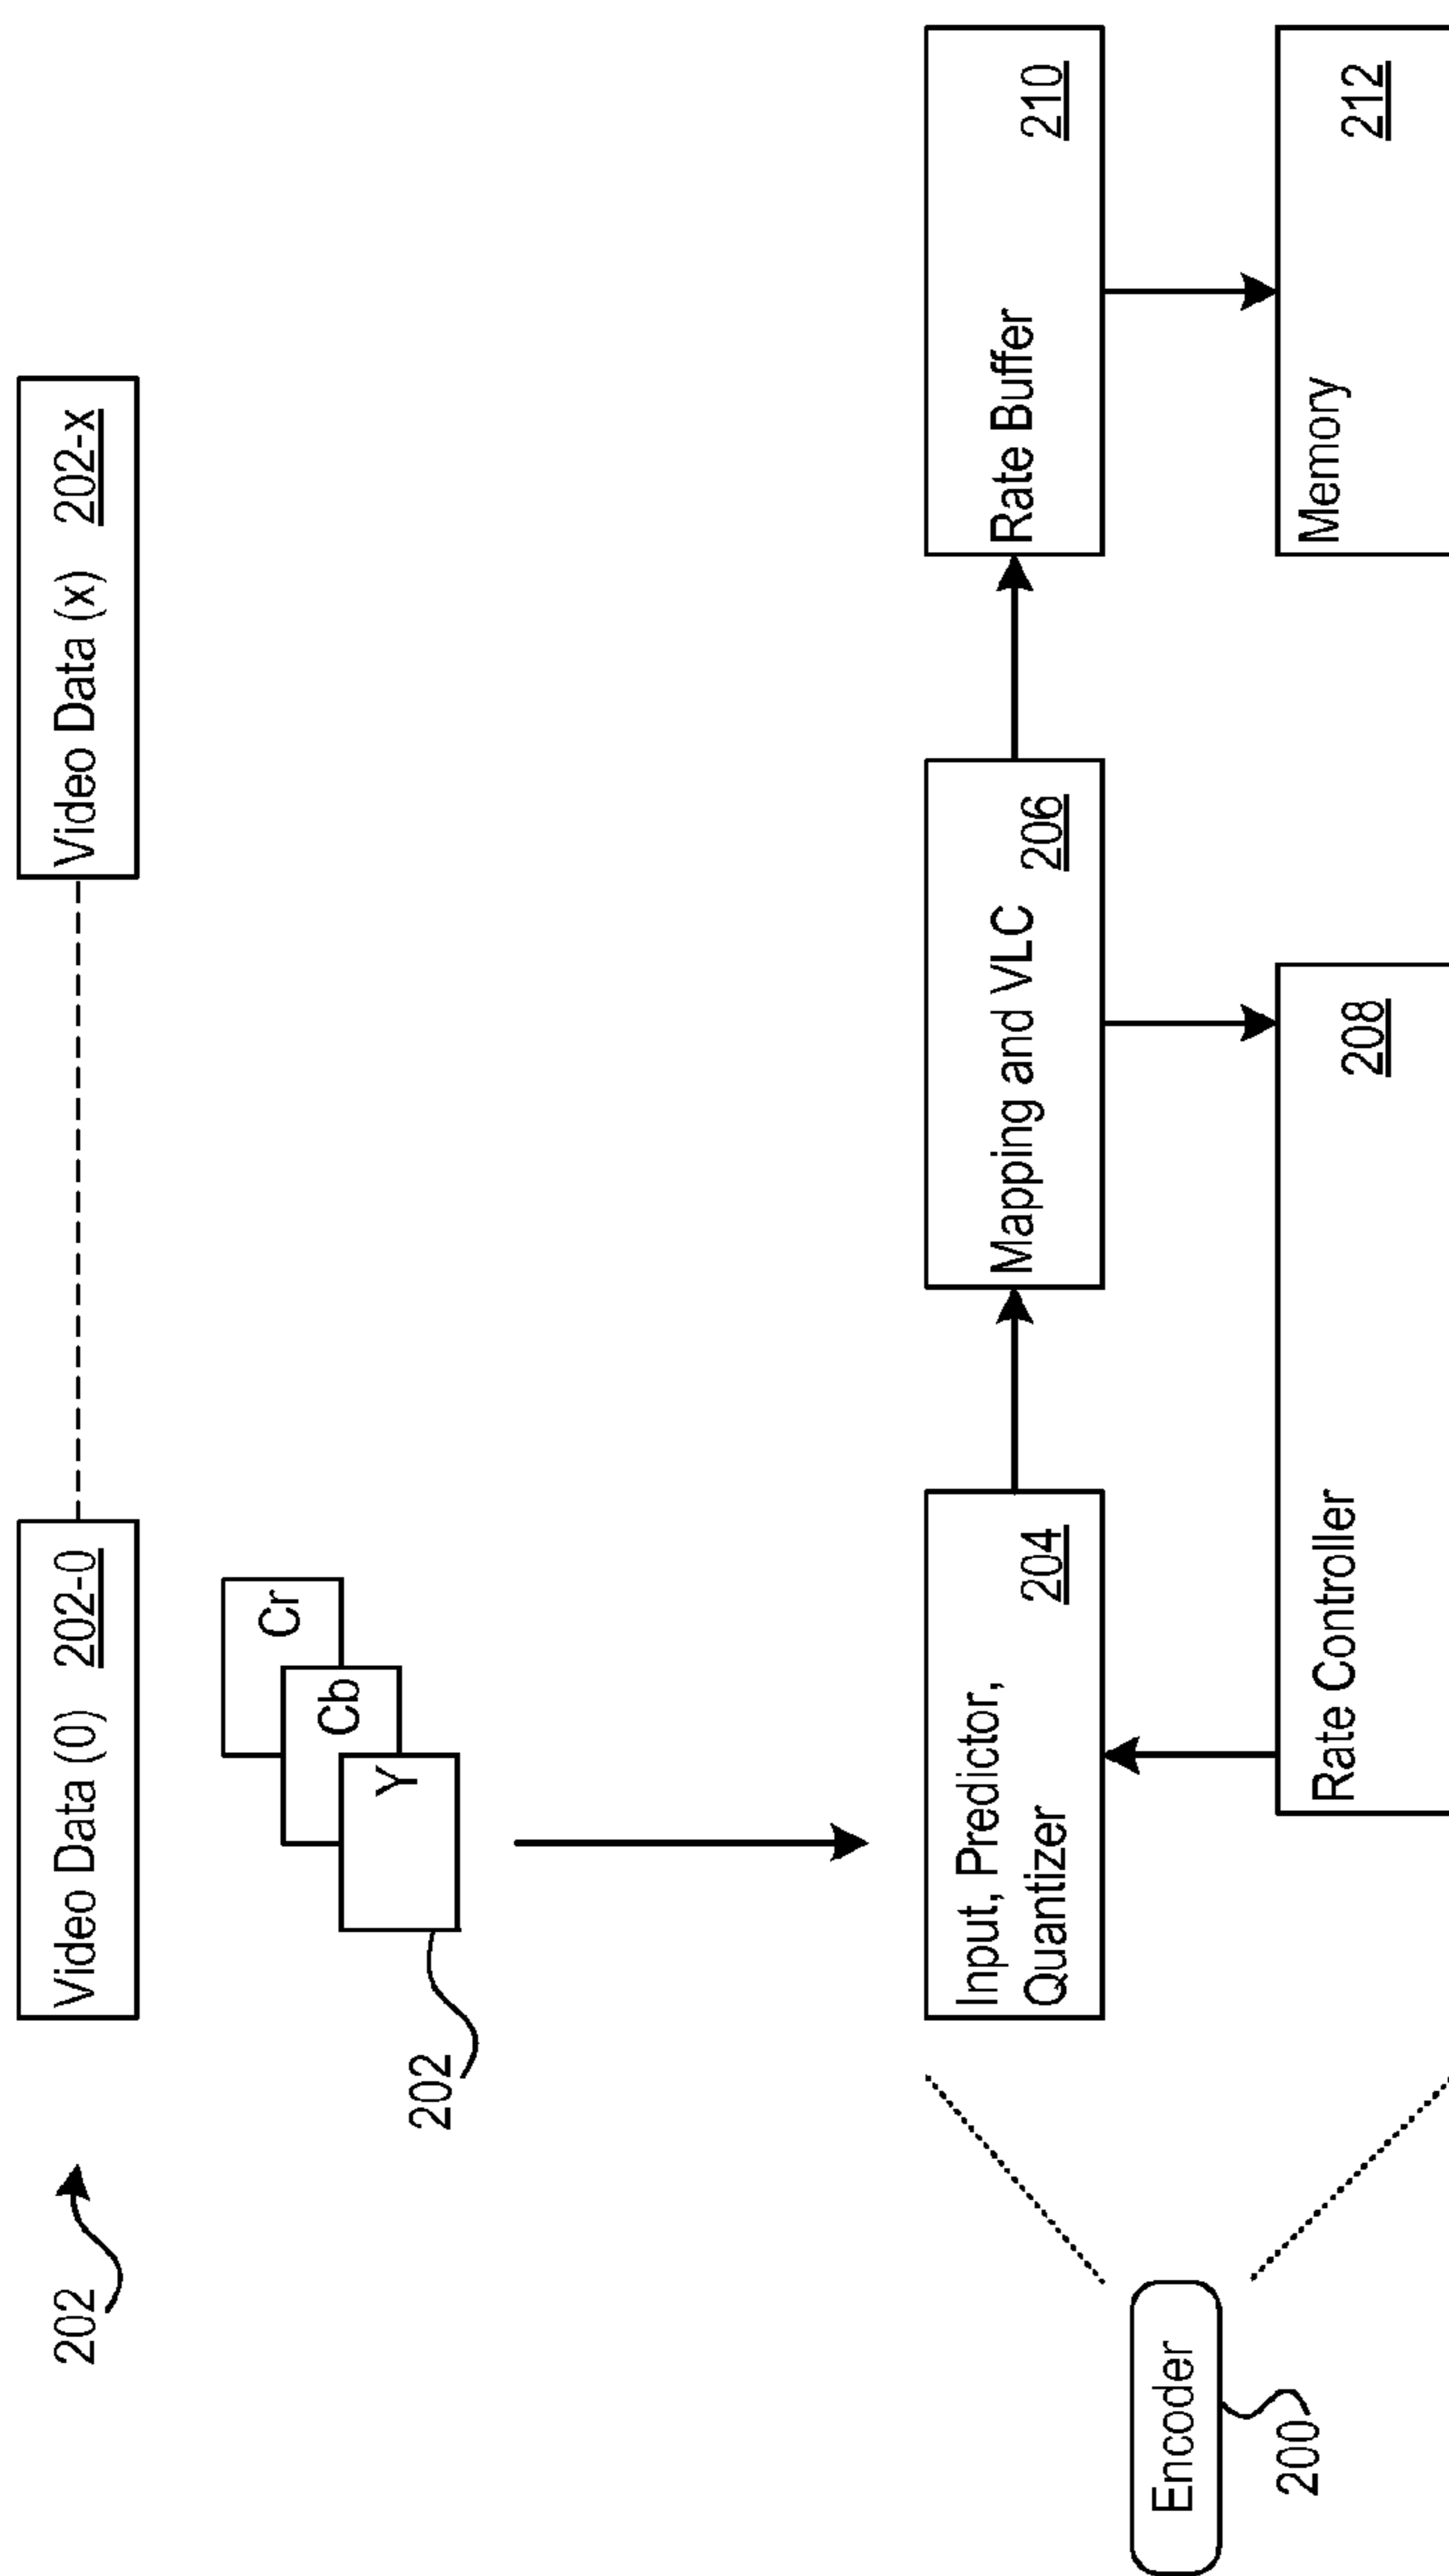 202
Video Data (0) 202-0
Video Data (x) 202-x
Cr
Cb
Y
202
Encoder
200
Input, Predictor,
Quantizer
204
Mapping and VLC 206
Rate Buffer 210
Rate Controller 208
Memory 212